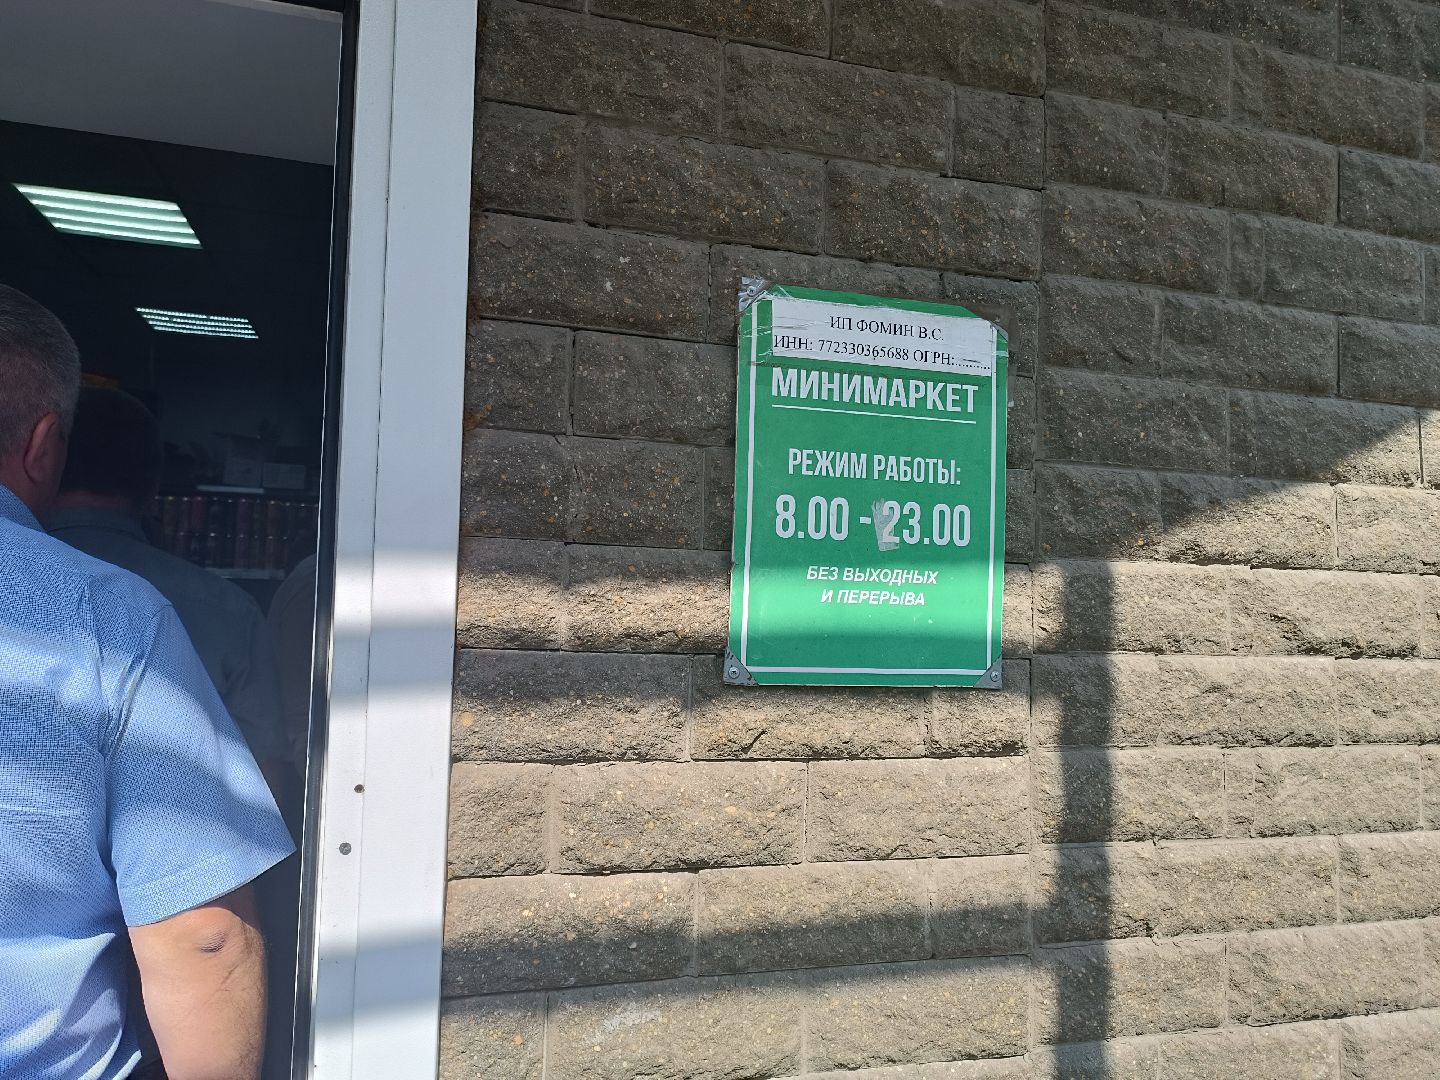 ИП ФОМИН В.С.
ИНН: 772330365688 ОГРН:...........
МИНИМАРКЕТ
РЕЖИМ РАБОТЫ:
8.00 - 23.00
БЕЗ ВЫХОДНЫХ
И ПЕРЕРЫВА